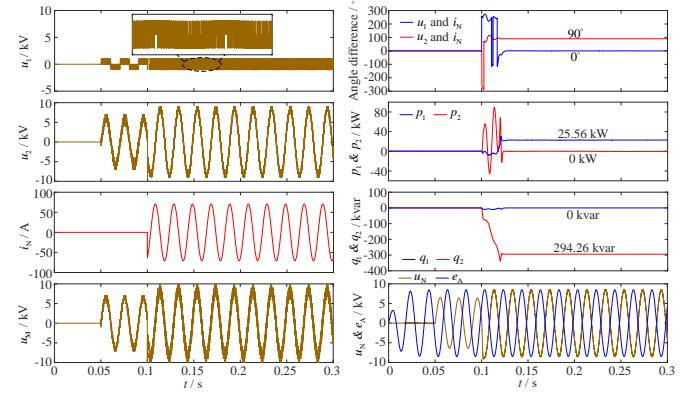 u1 / kV
10
5
0
5
u2 / kV
10
5
0
-5
-10
iN / A
100
50
0
-50
-100
uM / kV
10
5
0
-5
-10
0 0.05 0.1 0.15 0.20 0.25 0.3
t / s
Angle difference / °
300
200
100
0
100
200
300
u1 and iN
u2 and iN
90°
0°
p1 & p2 / kW
80
40
0
-40
p1 p2
25.56 kW
0 kW
q1 & q2 / kvar
100
0
-100
-200
-300
-400
0 kvar
294.26 kvar
q1 q2
uN eA
uN & eA / kV
10
5
0
-5
-10
0 0.05 0.1 0.15 0.20 0.25 0.3
t / s